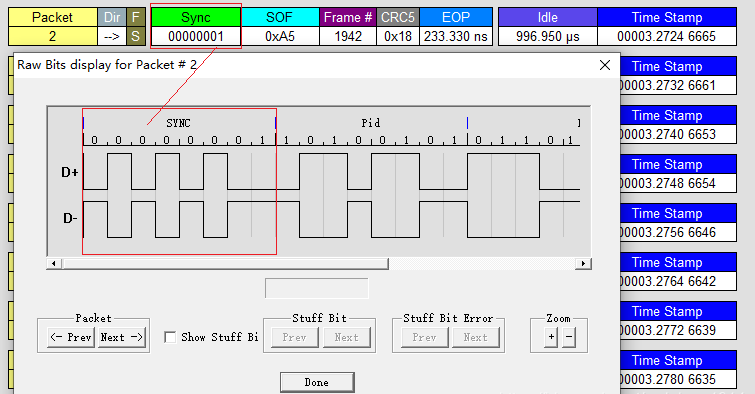 Packet Dir F Sync SOF Frame # CRC5 EOP Idle Time Stamp
2 --> S 00000001 0xA5 1942 0x18 233.330 ns 996.950 µs 00003.2724 6665
Time Stamp
00003.2732 6661
Time Stamp
00003.2740 6653
Time Stamp
00003.2748 6654
Time Stamp
00003.2756 6646
Time Stamp
00003.2764 6642
Time Stamp
00003.2772 6639
Time Stamp
00003.2780 6635
Raw Bits display for Packet # 2
SYNC Pid
0 0 0 0 0 0 0 1 1 0 1 0 0 1 0 1 0 1 1 0
D+
D-
Packet Stuff Bit Stuff Bit Error Zoom
<- Prev Next -> Show Stuff Bi Prev Next Prev Next + -
Done